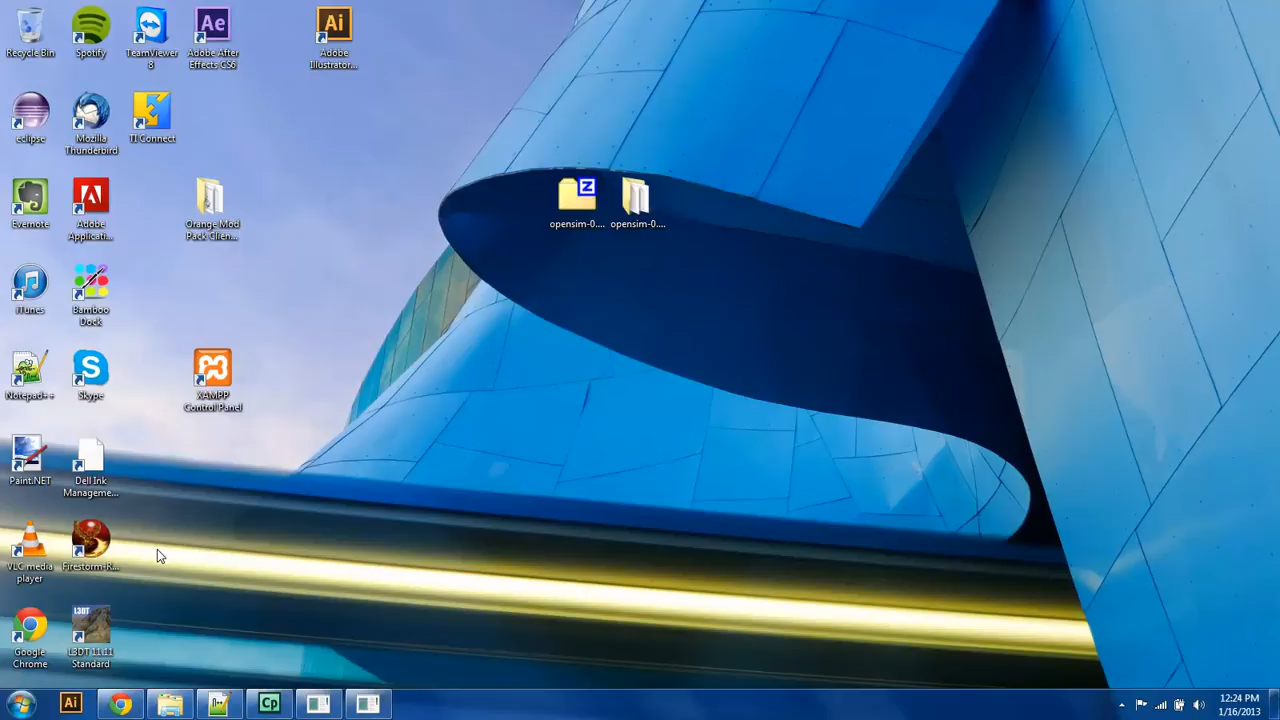 Recycle Bin
Spotify
TeamViewer
8
Ae
Adobe After
Effects CS6
Ai
Adobe
Illustrator...
eclipse
Mozilla
Thunderbird
TI Connect
Evernote
Adobe
Applicati...
Orange Mod
Pack Clien...
Z
opensim-0....
opensim-0....
iTunes
Bamboo
Dock
Notepad++
Skype
XAMPP
Control Panel
Paint.NET
Dell Ink
Manageme...
VLC media
player
Firestorm-R...
Google
Chrome
L3DT
L3DT 11.11
Standard
Ai
Cp
12:24 PM
1/16/2013